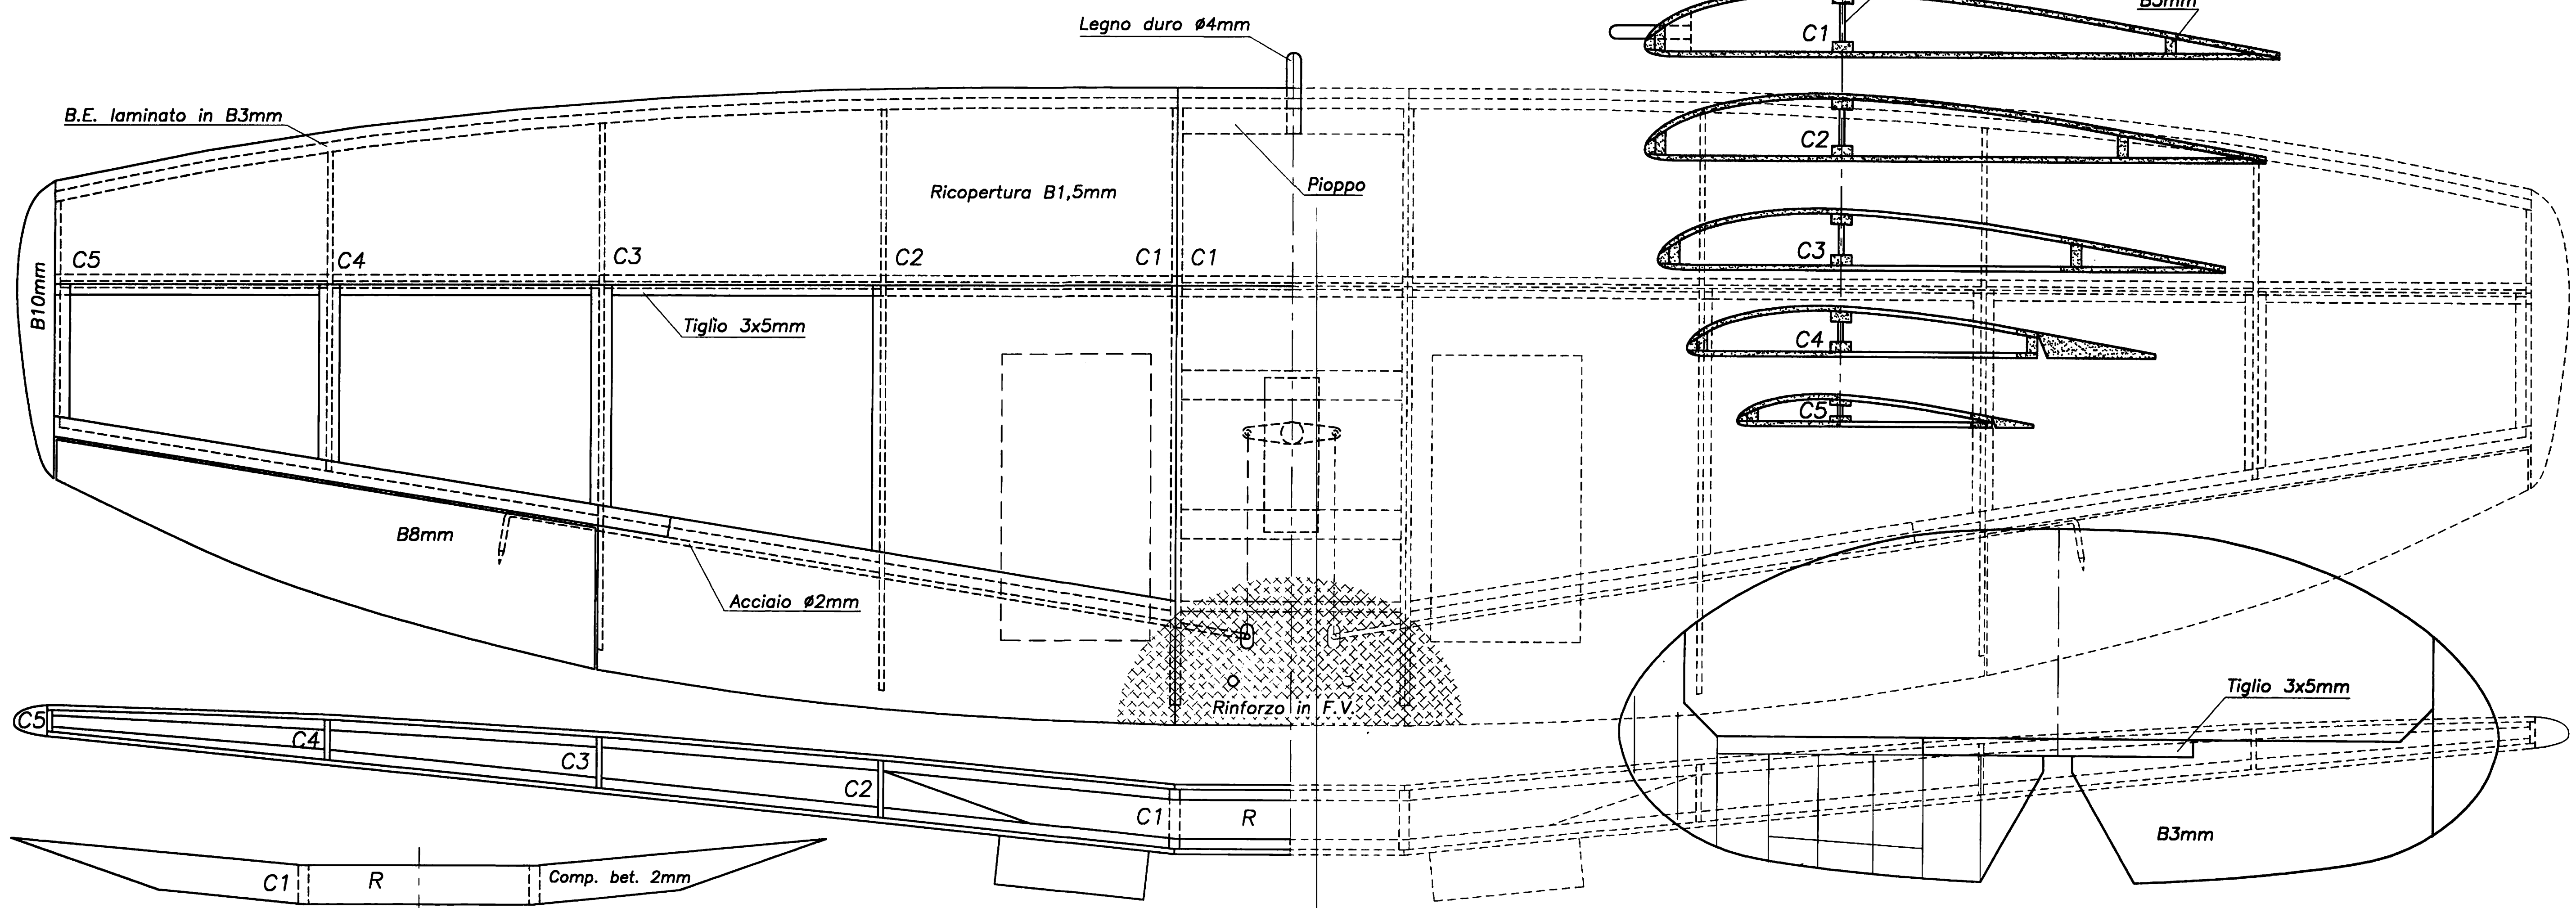 Legno duro ø4mm
B5mm
C1
B.E. laminato in B3mm
C2
Ricopertura B1,5mm
Pioppo
C5
C4
C3
C2
C1
C1
C3
B10mm
Tiglio 3x5mm
C4
C5
B8mm
Acciaio ø2mm
Rinforzo in F.V.
Tiglio 3x5mm
C5
C4
C3
C2
C1
R
B3mm
C1
R
Comp. bet. 2mm